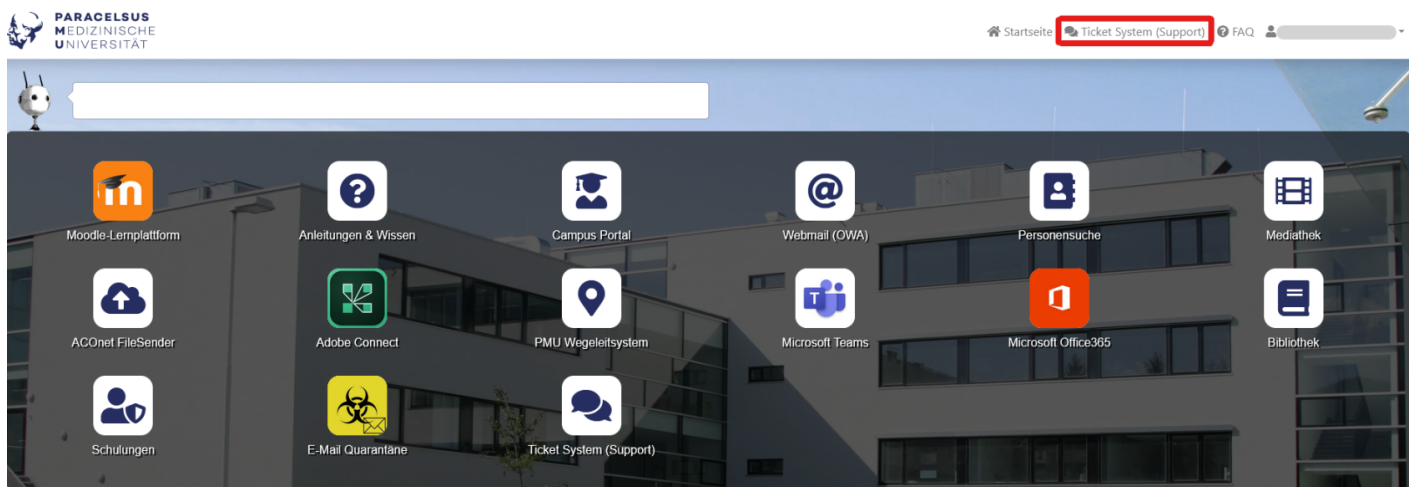 PARACELSUS
MEDIZINISCHE
UNIVERSITÄT
Startseite Ticket System (Support) FAQ
Moodle-Lernplattform Anleitungen & Wissen Campus Portal Webmail (OWA) Personensuche Mediathek
ACOnet FileSender Adobe Connect PMU Wegeleitsystem Microsoft Teams Microsoft Office365 Bibliothek
Schulungen E-Mail Quarantäne Ticket System (Support)